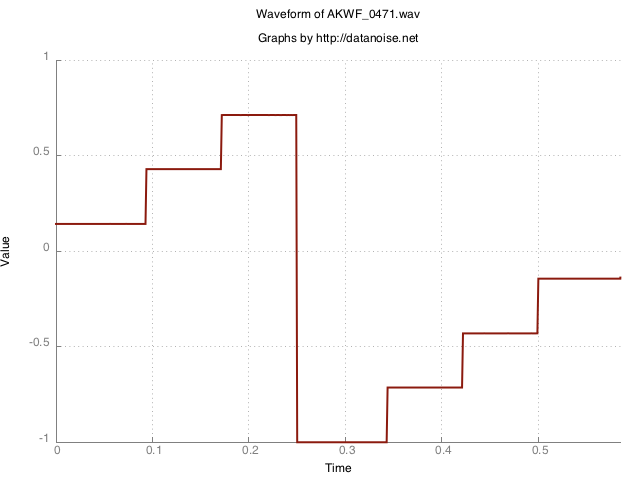 Waveform of AKWF_0471.wav
Graphs by http://datanoise.net
1
0.5
0
-0.5
-1
Value
0 0.1 0.2 0.3 0.4 0.5
Time